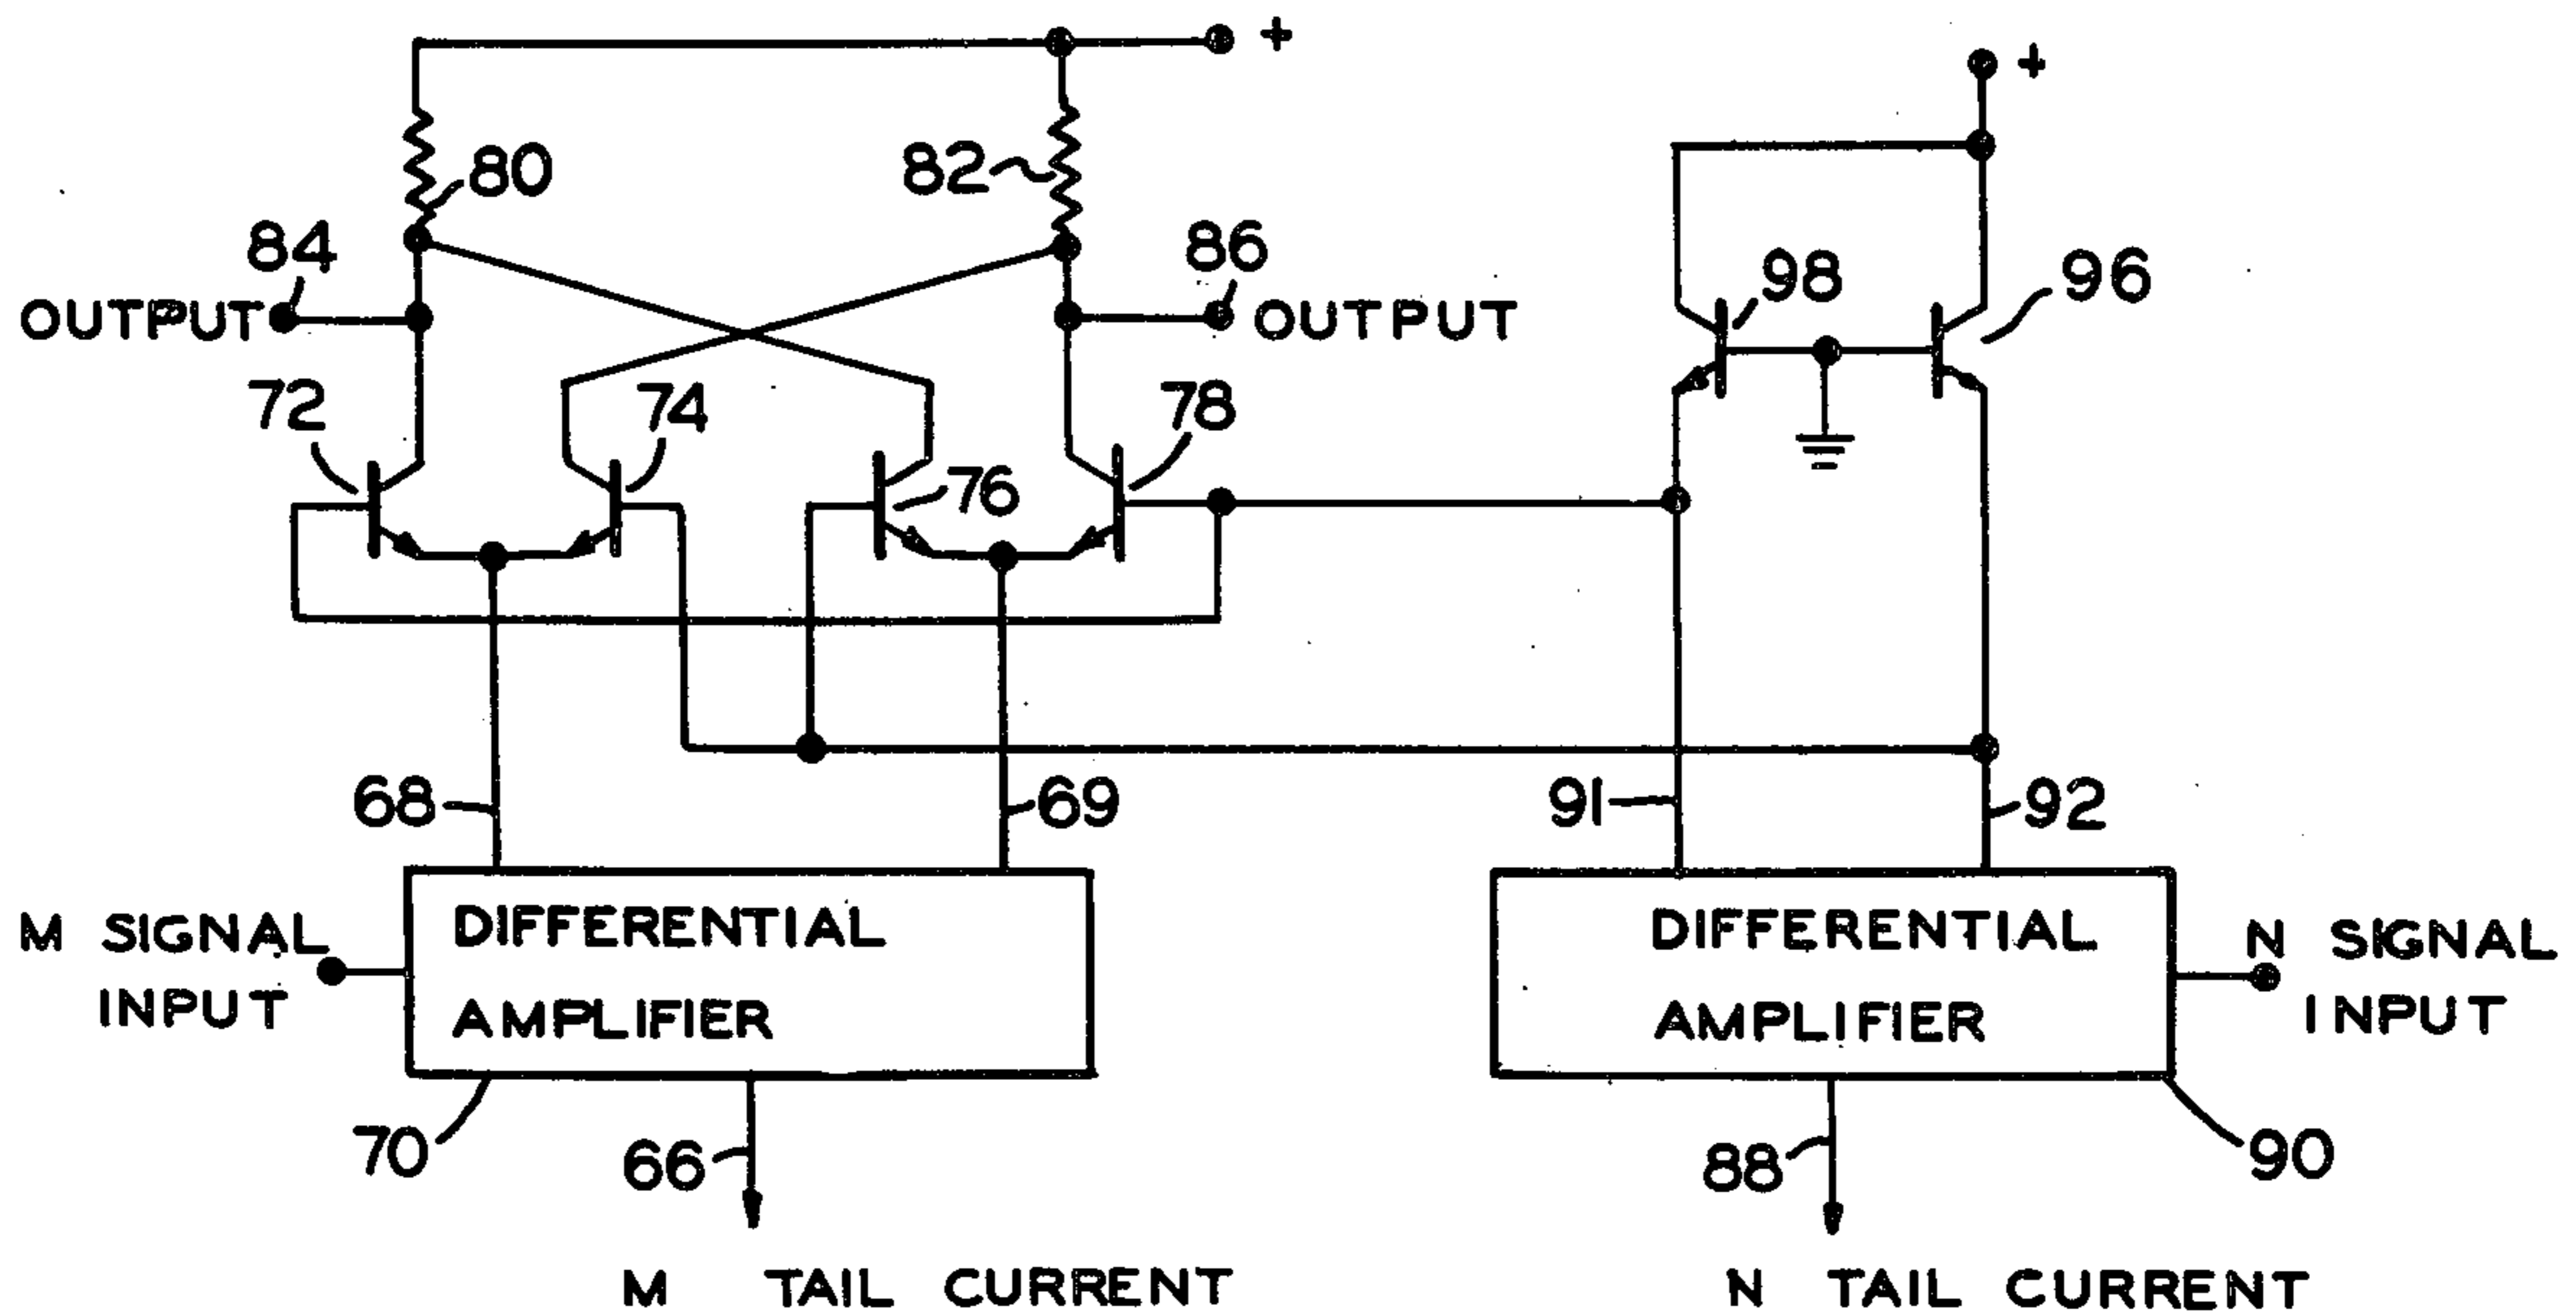 +
+
80
82
84
86
98
96
OUTPUT
OUTPUT
72
74
76
78
68
69
91
92
M SIGNAL
INPUT
DIFFERENTIAL
AMPLIFIER
DIFFERENTIAL
AMPLIFIER
N SIGNAL
INPUT
70
66
88
90
M TAIL CURRENT
N TAIL CURRENT